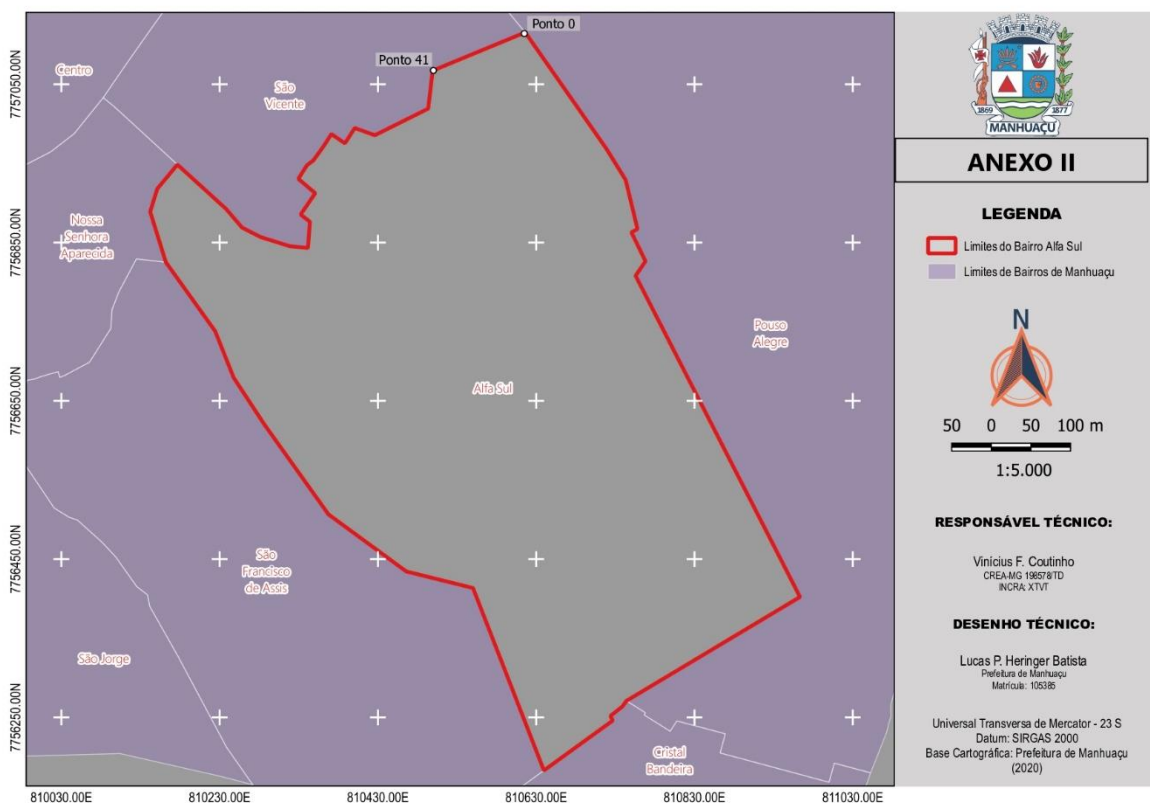 Ponto 0
Ponto 41
Centro
São
Vicente
Nossa
Senhora
Aparecida
Pouso
Alegre
Alfa Sul
São
Francisco
de Assis
São Jorge
Cristal
Bandeira
7757050.00N
7756850.00N
7756650.00N
7756450.00N
7756250.00N
810030.00E
810230.00E
810430.00E
810630.00E
810830.00E
811030.00E
1869
1877
MANHUAÇU
ANEXO II
LEGENDA
Limites do Bairro Alfa Sul
Limites de Bairros de Manhuaçu
N
50 0 50 100 m
1:5.000
RESPONSÁVEL TÉCNICO:
Vinícius F. Coutinho
CREA-MG 198578/TD
INCRA: XTVT
DESENHO TÉCNICO:
Lucas P. Heringer Batista
Prefeitura de Manhuaçu
Matrícula: 105385
Universal Transversa de Mercator - 23 S
Datum: SIRGAS 2000
Base Cartográfica: Prefeitura de Manhuaçu
(2020)